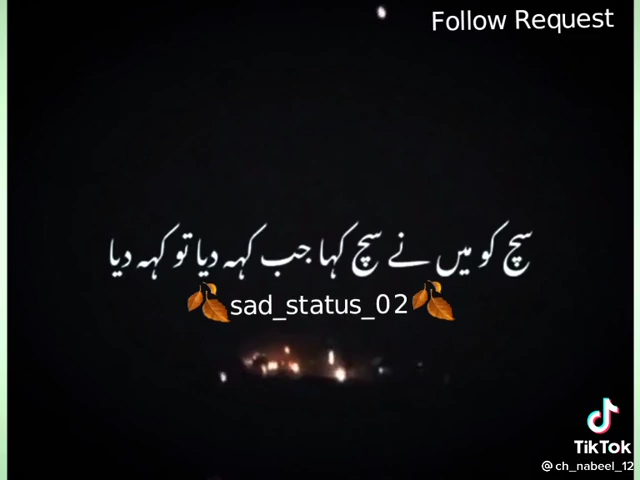 Follow Request
سچ کو میں نے سچ کہا جب کہہ دیا تو کہہ دیا
sad_status_02
TikTok
@ch_nabeel_12